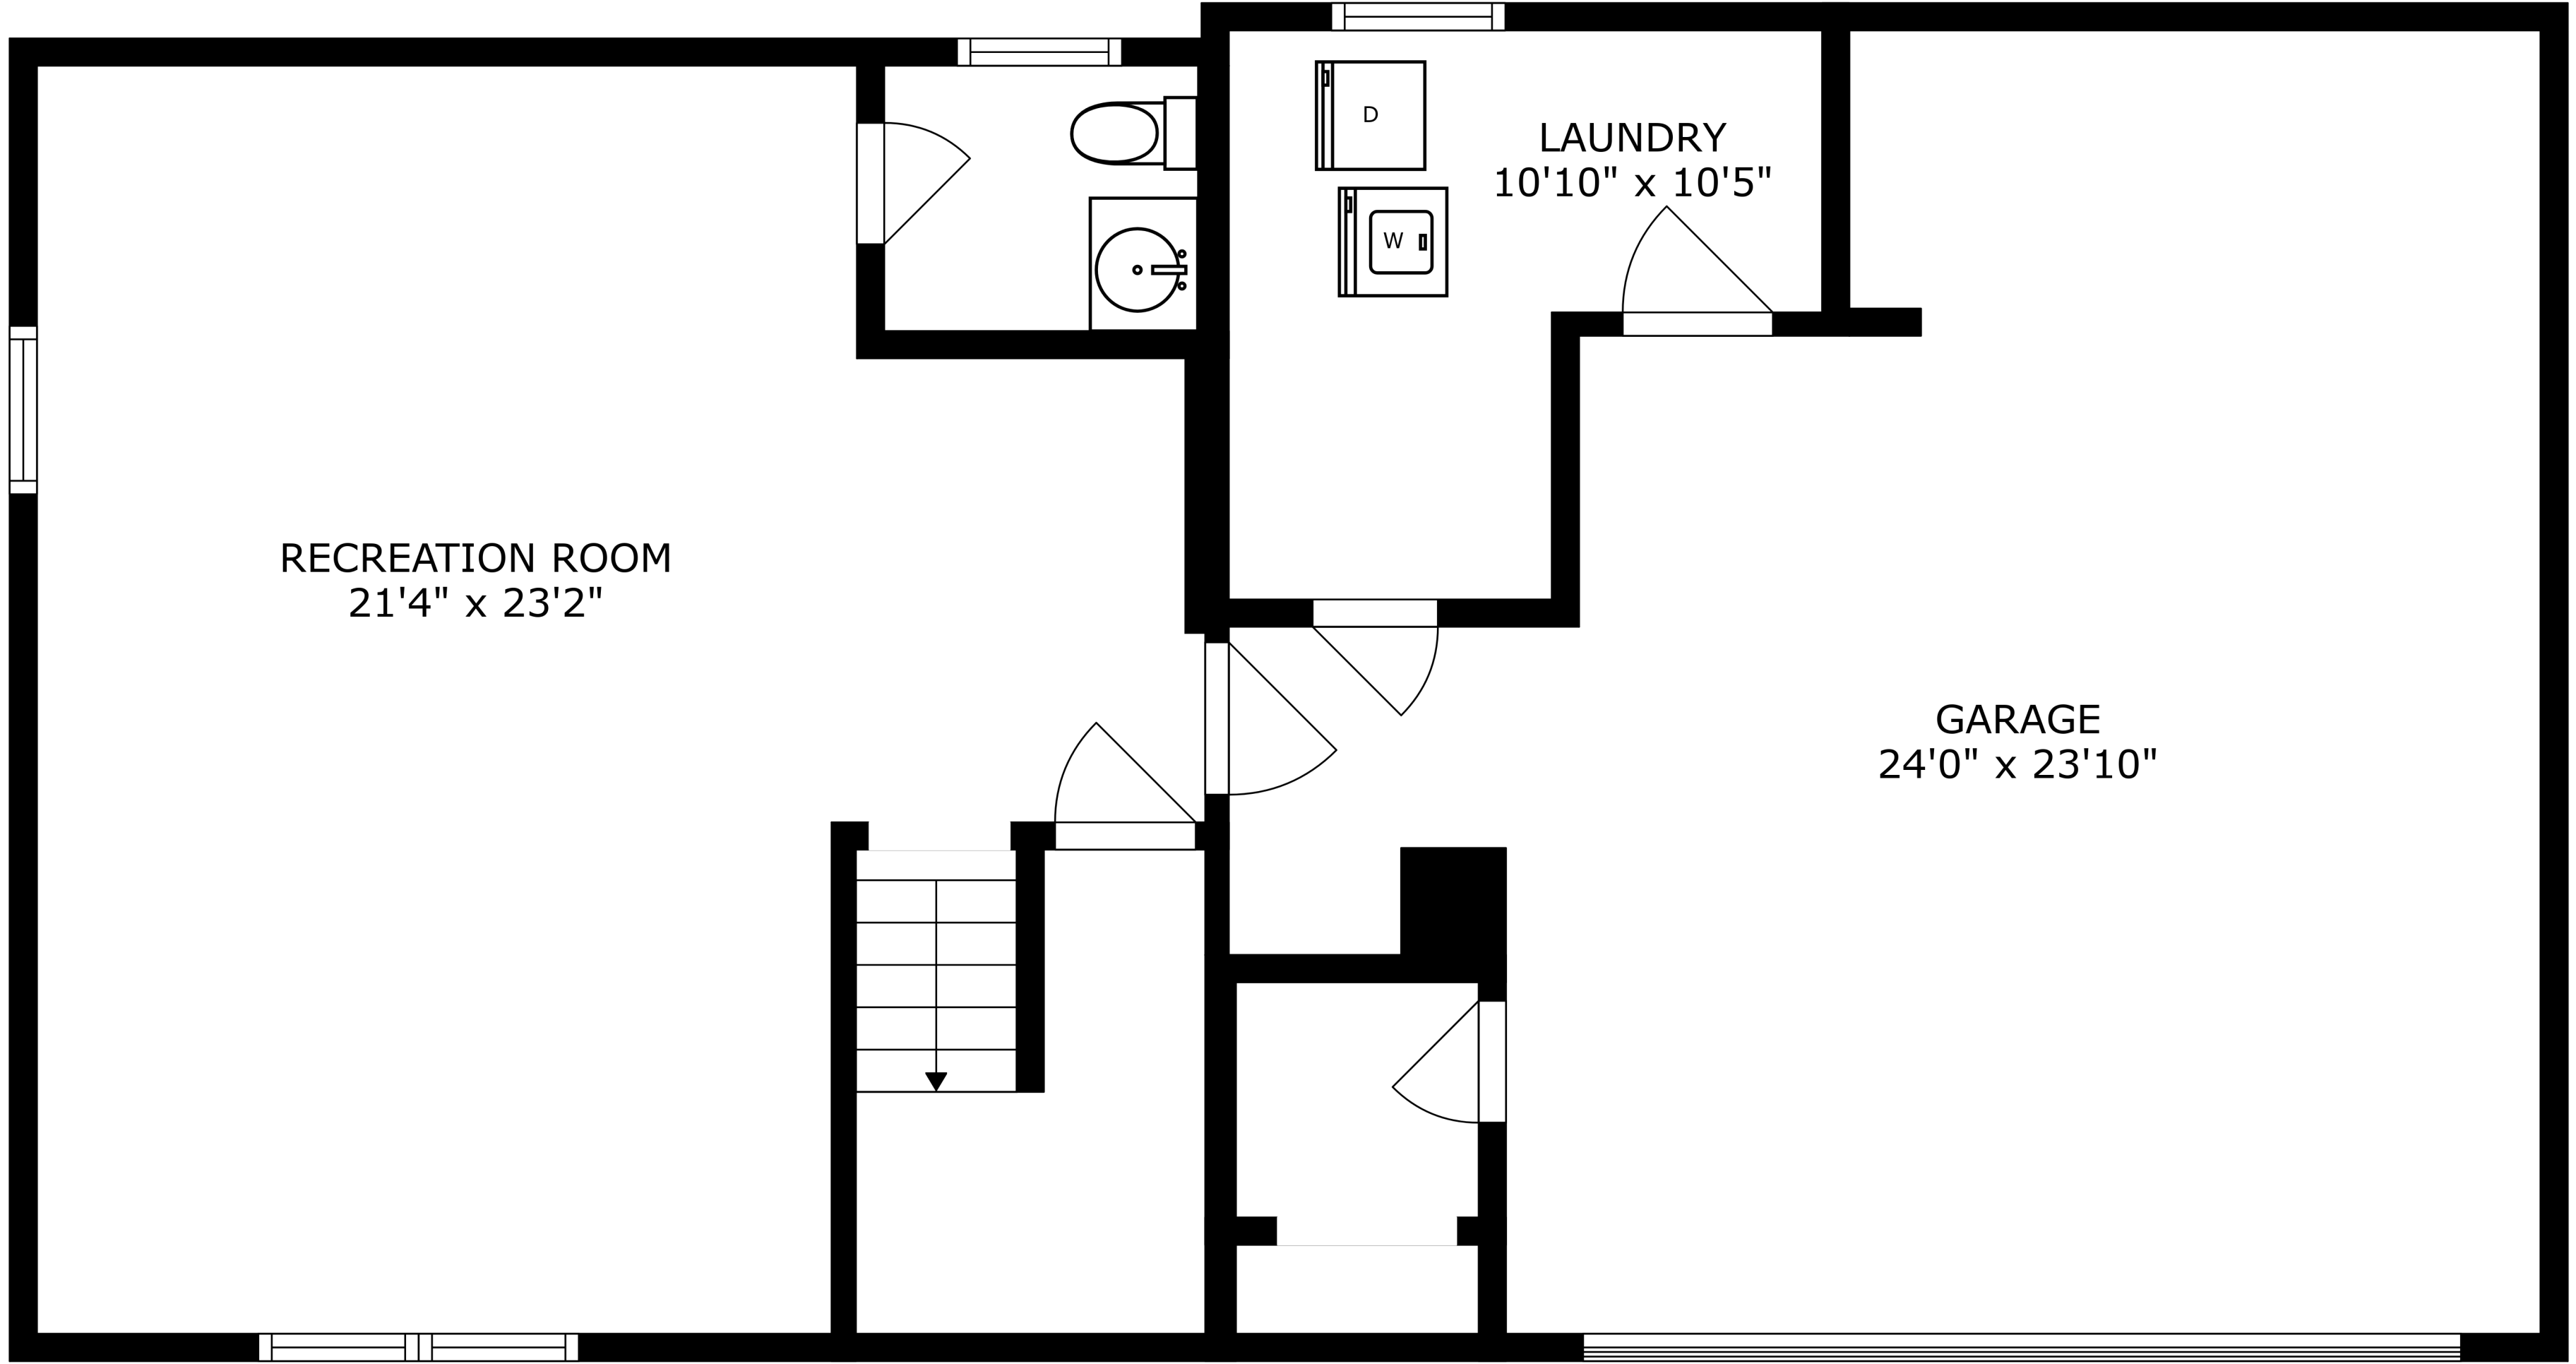 D
LAUNDRY
10'10" x 10'5"
W
RECREATION ROOM
21'4" x 23'2"
GARAGE
24'0" x 23'10"